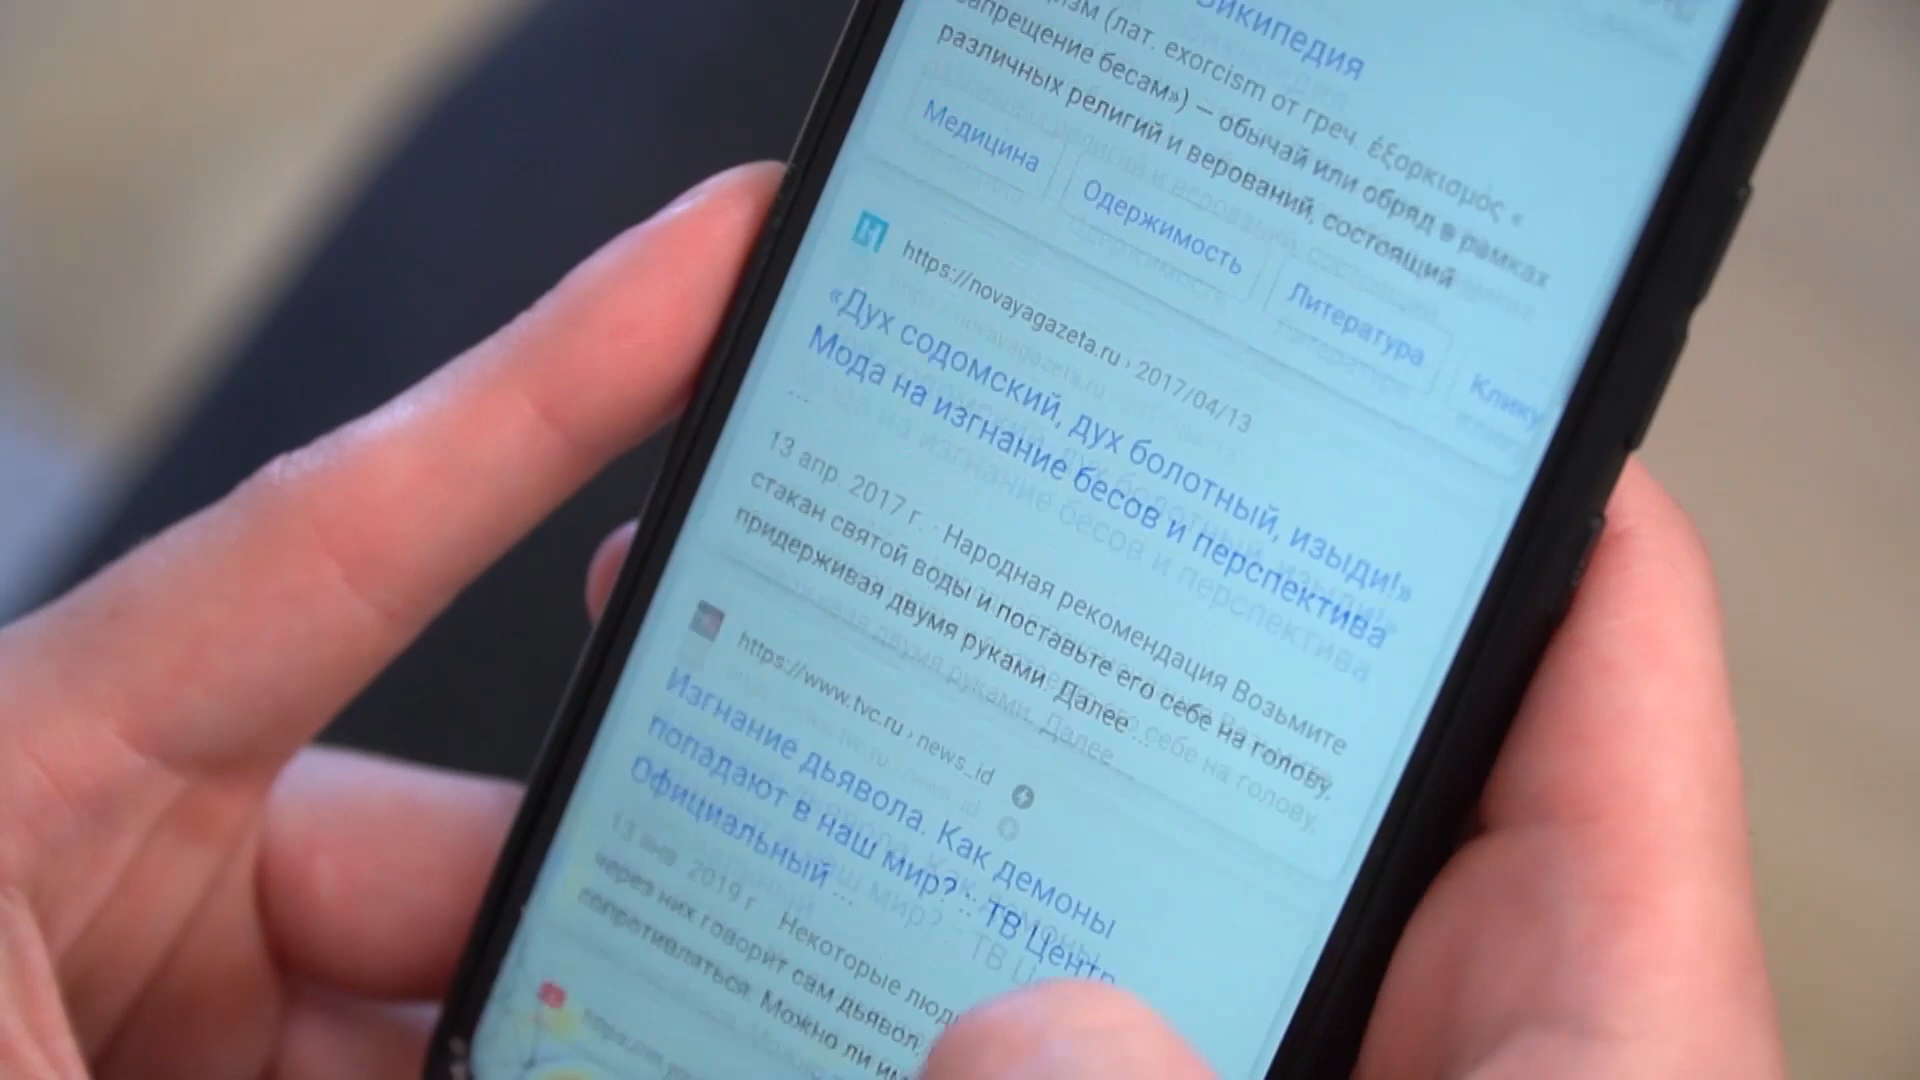 Википедия
(лат. exorcism от греч. ἐξορκισμός «
запрещение бесам») — обычай или обряд в рамках
различных религий и верований, состоящий
Медицина
Одержимость
Литература
https://novayagazeta.ru › 2017/04/13
«Дух содомский, дух болотный, изыди!»
Мода на изгнание бесов и перспектива
...
13 апр. 2017 г. · Народная рекомендация Возьмите
стакан святой воды и поставьте его себе на голову,
придерживая двумя руками. Далее ...
https://www.tvc.ru › news_id
Изгнание дьявола. Как демоны
попадают в наш мир? - ТВ Центр
Официальный ...
13 янв. 2019 г. · Некоторые
через них говорит сам дьявол,
сопротивляться. Можно ли